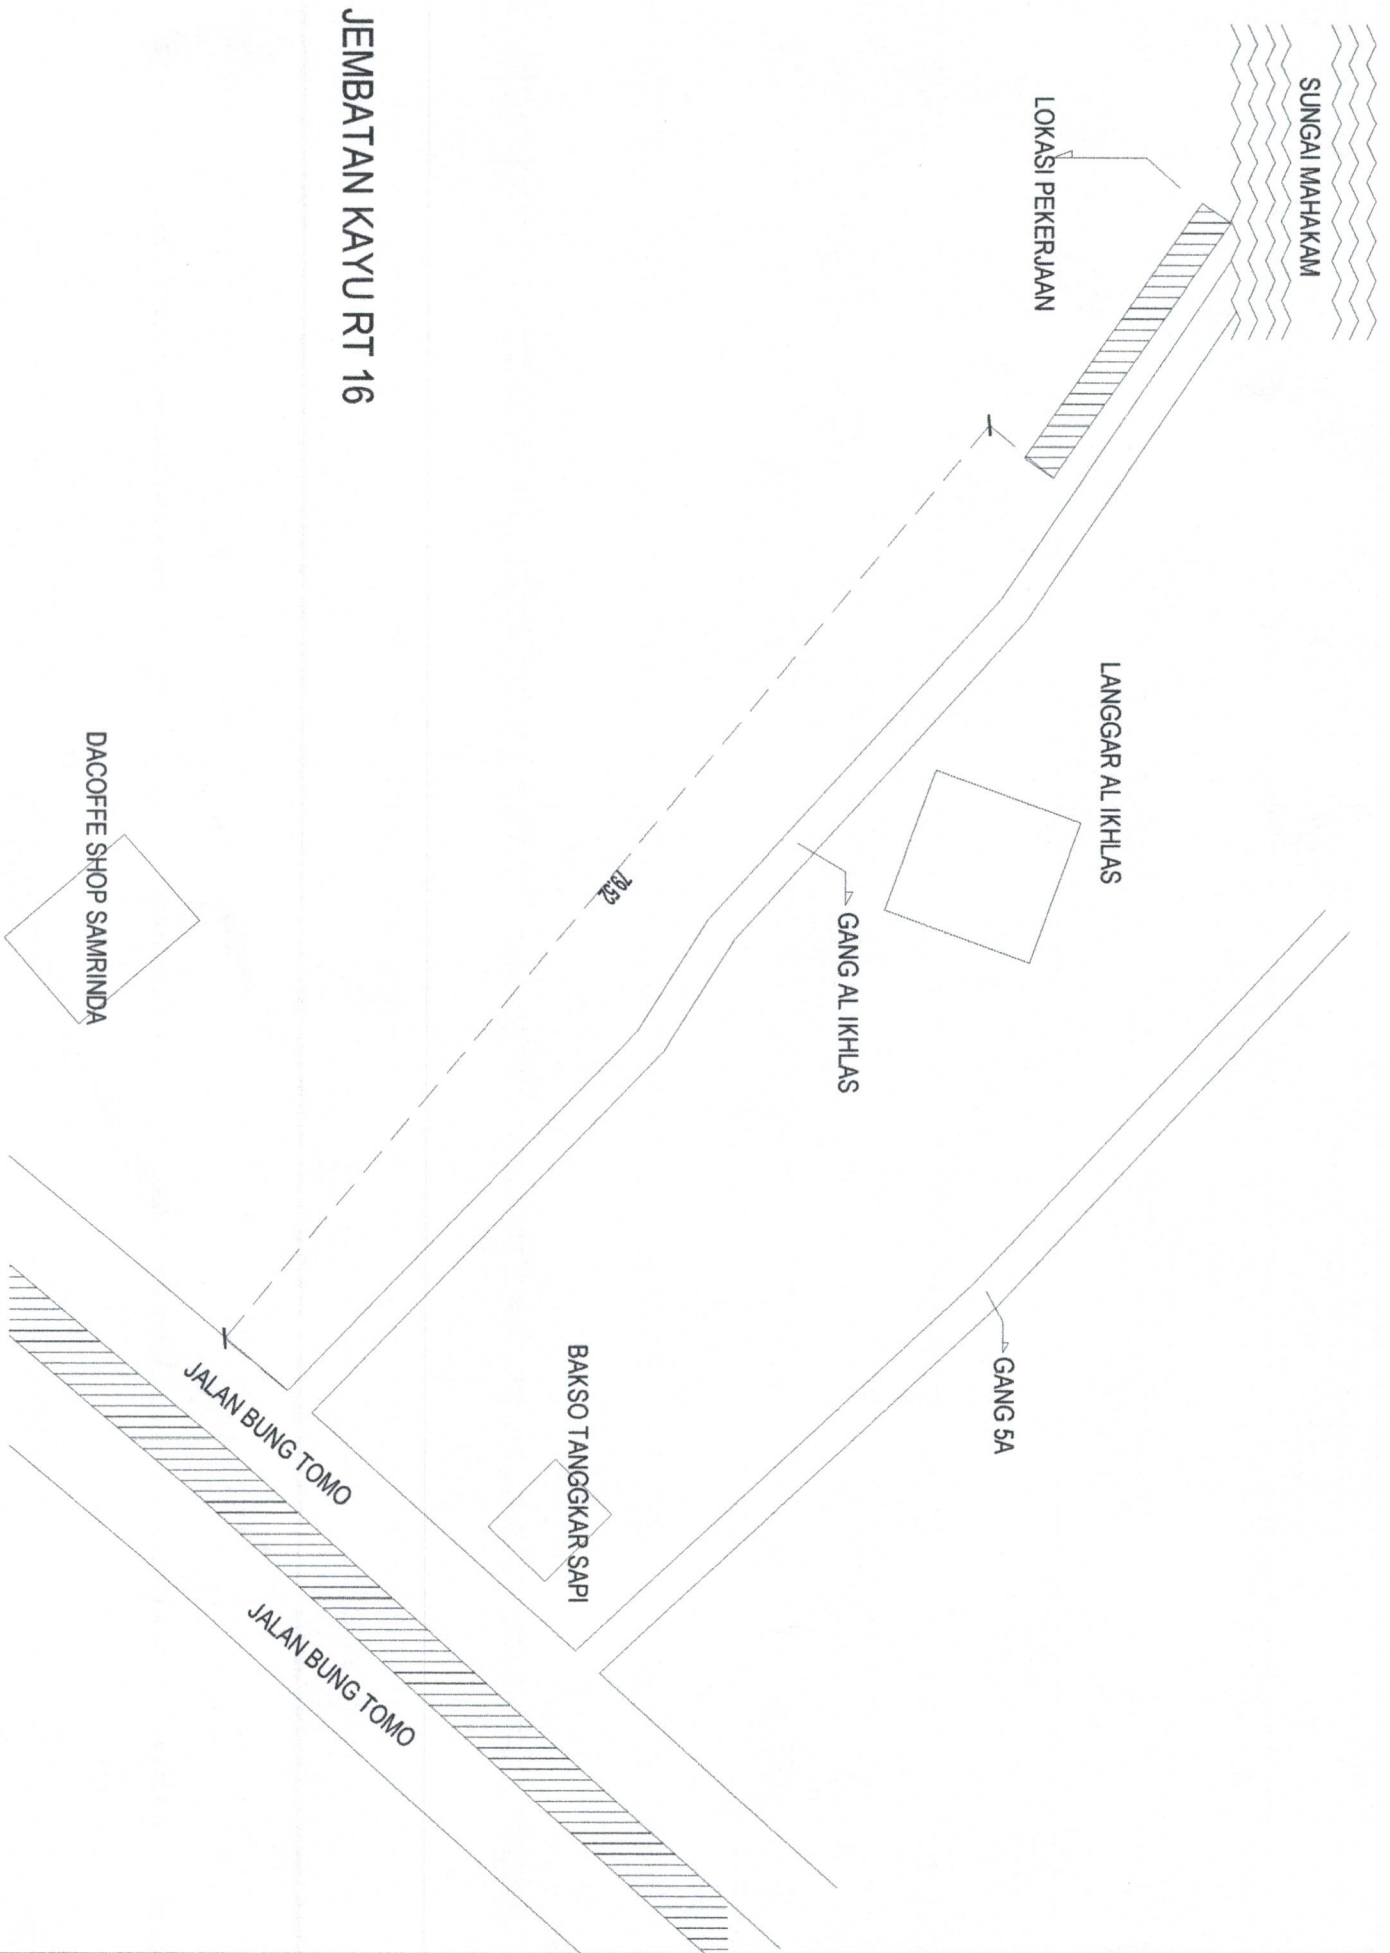 SUNGAI MAHAKAM
LOKASI PEKERJAAN
LANGGAR AL IKHLAS
GANG AL IKHLAS
GANG 5A
BAKSO TANGGKAR SAPI
JALAN BUNG TOMO
JALAN BUNG TOMO
DACOFFE SHOP SAMRINDA
JEMBATAN KAYU RT 16